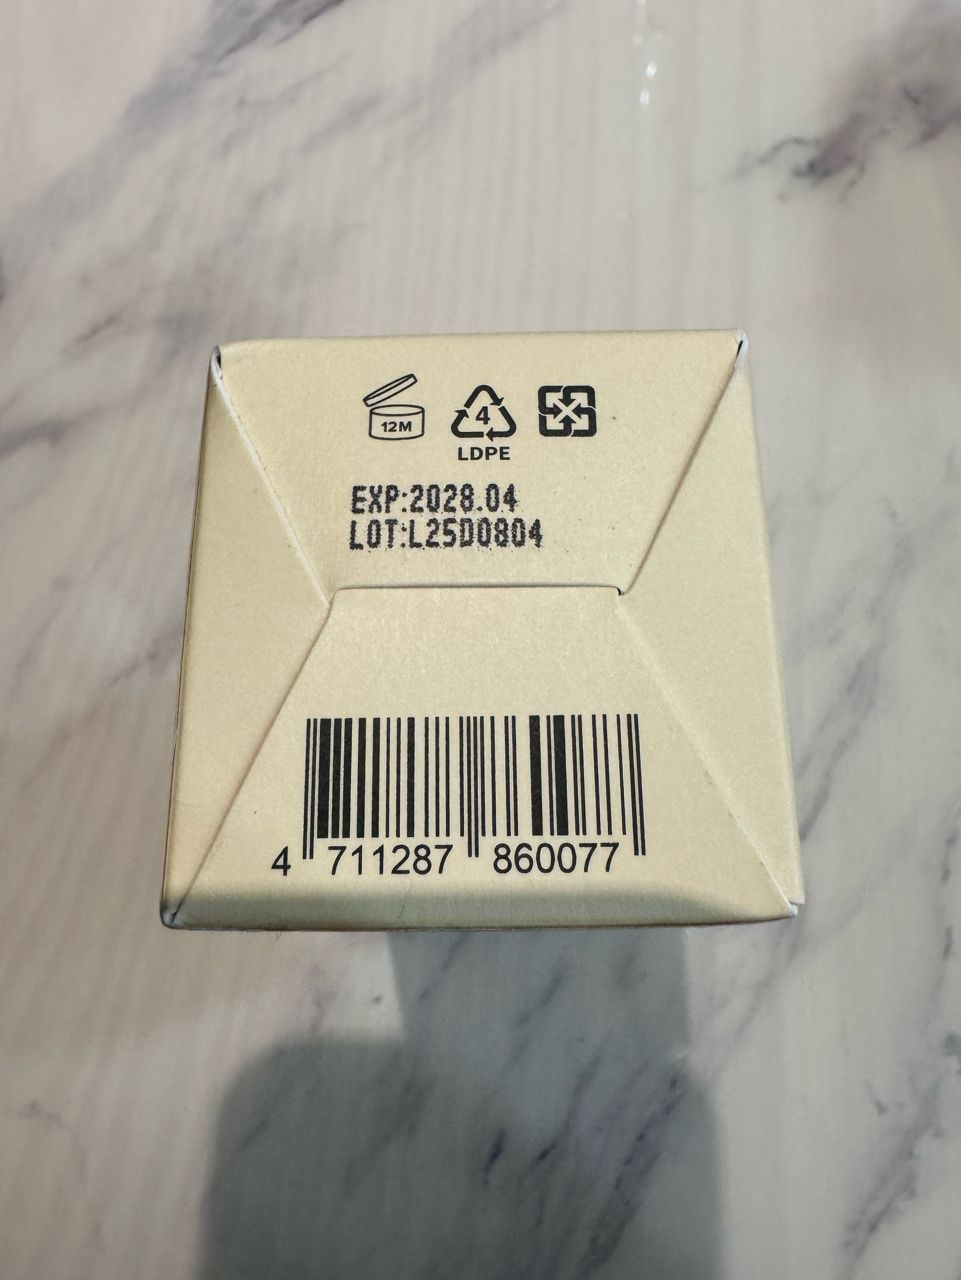 12M
4
LDPE
EXP:2028.04
LOT:L25D0804
4 711287 860077